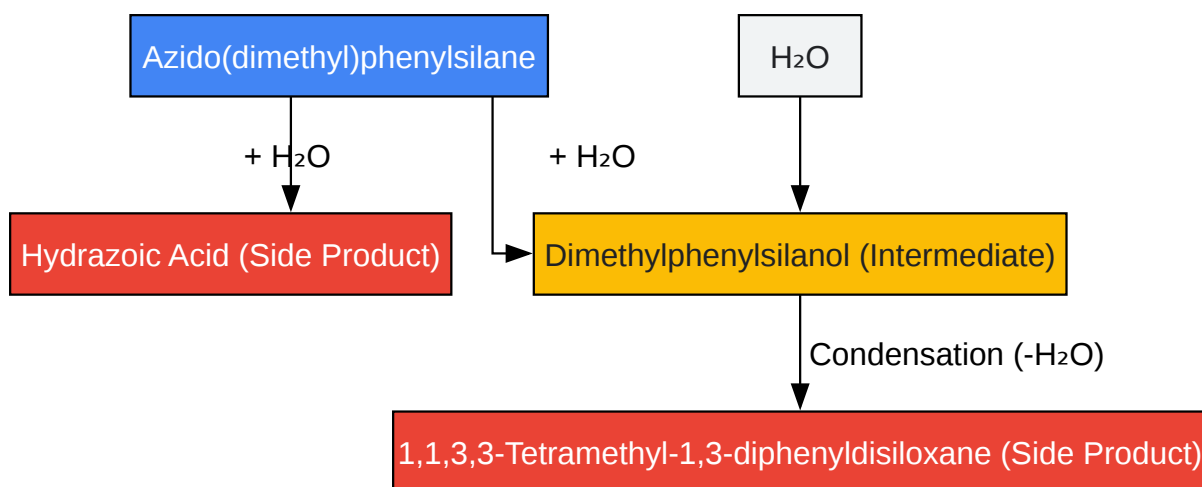 Azido(dimethyl)phenylsilane
H₂O
+ H₂O
+ H₂O
Hydrazoic Acid (Side Product)
Dimethylphenylsilanol (Intermediate)
Condensation (-H₂O)
1,1,3,3-Tetramethyl-1,3-diphenyldisiloxane (Side Product)